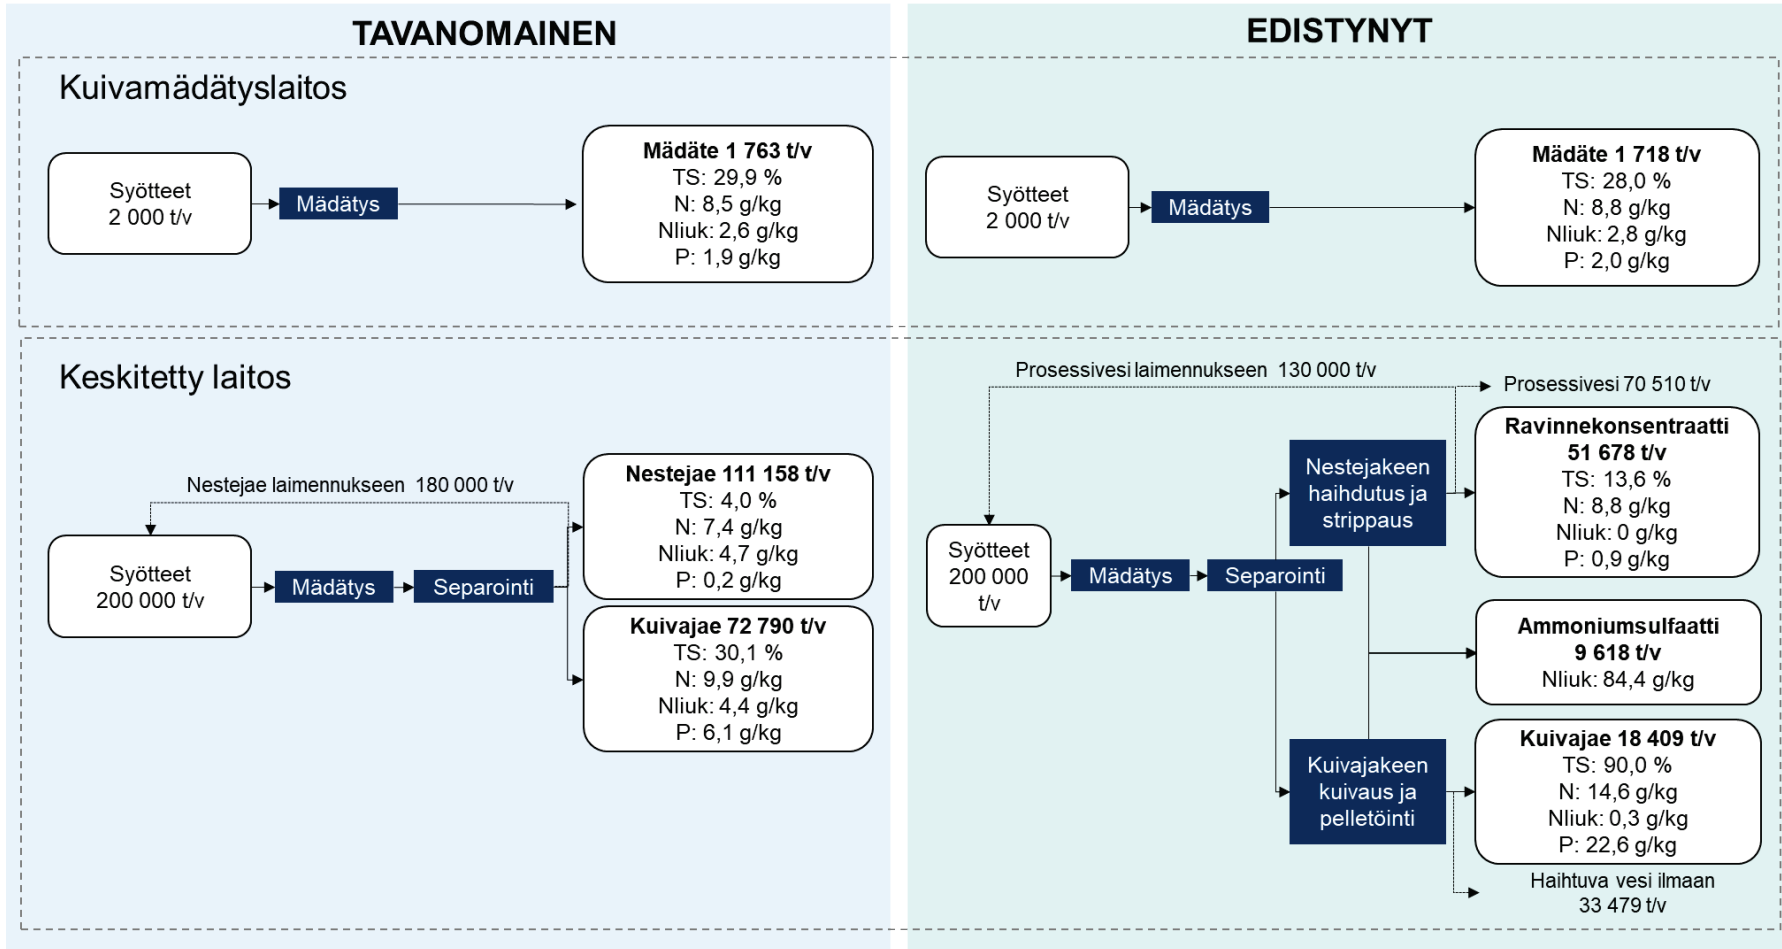 TAVANOMAINEN
Kuivamädätyslaitos
Syötteet
2 000 t/v
Mädätys
Mädäte 1 763 t/v
TS: 29,9 %
N: 8,5 g/kg
Nliuk: 2,6 g/kg
P: 1,9 g/kg
Keskitetty laitos
Nestejae laimennukseen 180 000 t/v
Syötteet
200 000 t/v
Mädätys
Separointi
Nestejae 111 158 t/v
TS: 4,0 %
N: 7,4 g/kg
Nliuk: 4,7 g/kg
P: 0,2 g/kg
Kuivajae 72 790 t/v
TS: 30,1 %
N: 9,9 g/kg
Nliuk: 4,4 g/kg
P: 6,1 g/kg
EDISTYNYT
Syötteet
2 000 t/v
Mädätys
Mädäte 1 718 t/v
TS: 28,0 %
N: 8,8 g/kg
Nliuk: 2,8 g/kg
P: 2,0 g/kg
Prosessivesi laimennukseen 130 000 t/v
Prosessivesi 70 510 t/v
Syötteet
200 000
t/v
Mädätys
Separointi
Nestejakeen
haihdutus ja
strippaus
Ravinnekonsentraatti
51 678 t/v
TS: 13,6 %
N: 8,8 g/kg
Nliuk: 0 g/kg
P: 0,9 g/kg
Ammoniumsulfaatti
9 618 t/v
Nliuk: 84,4 g/kg
Kuivajakeen
kuivaus ja
pelletöinti
Kuivajae 18 409 t/v
TS: 90,0 %
N: 14,6 g/kg
Nliuk: 0,3 g/kg
P: 22,6 g/kg
Haihtuva vesi ilmaan
33 479 t/v